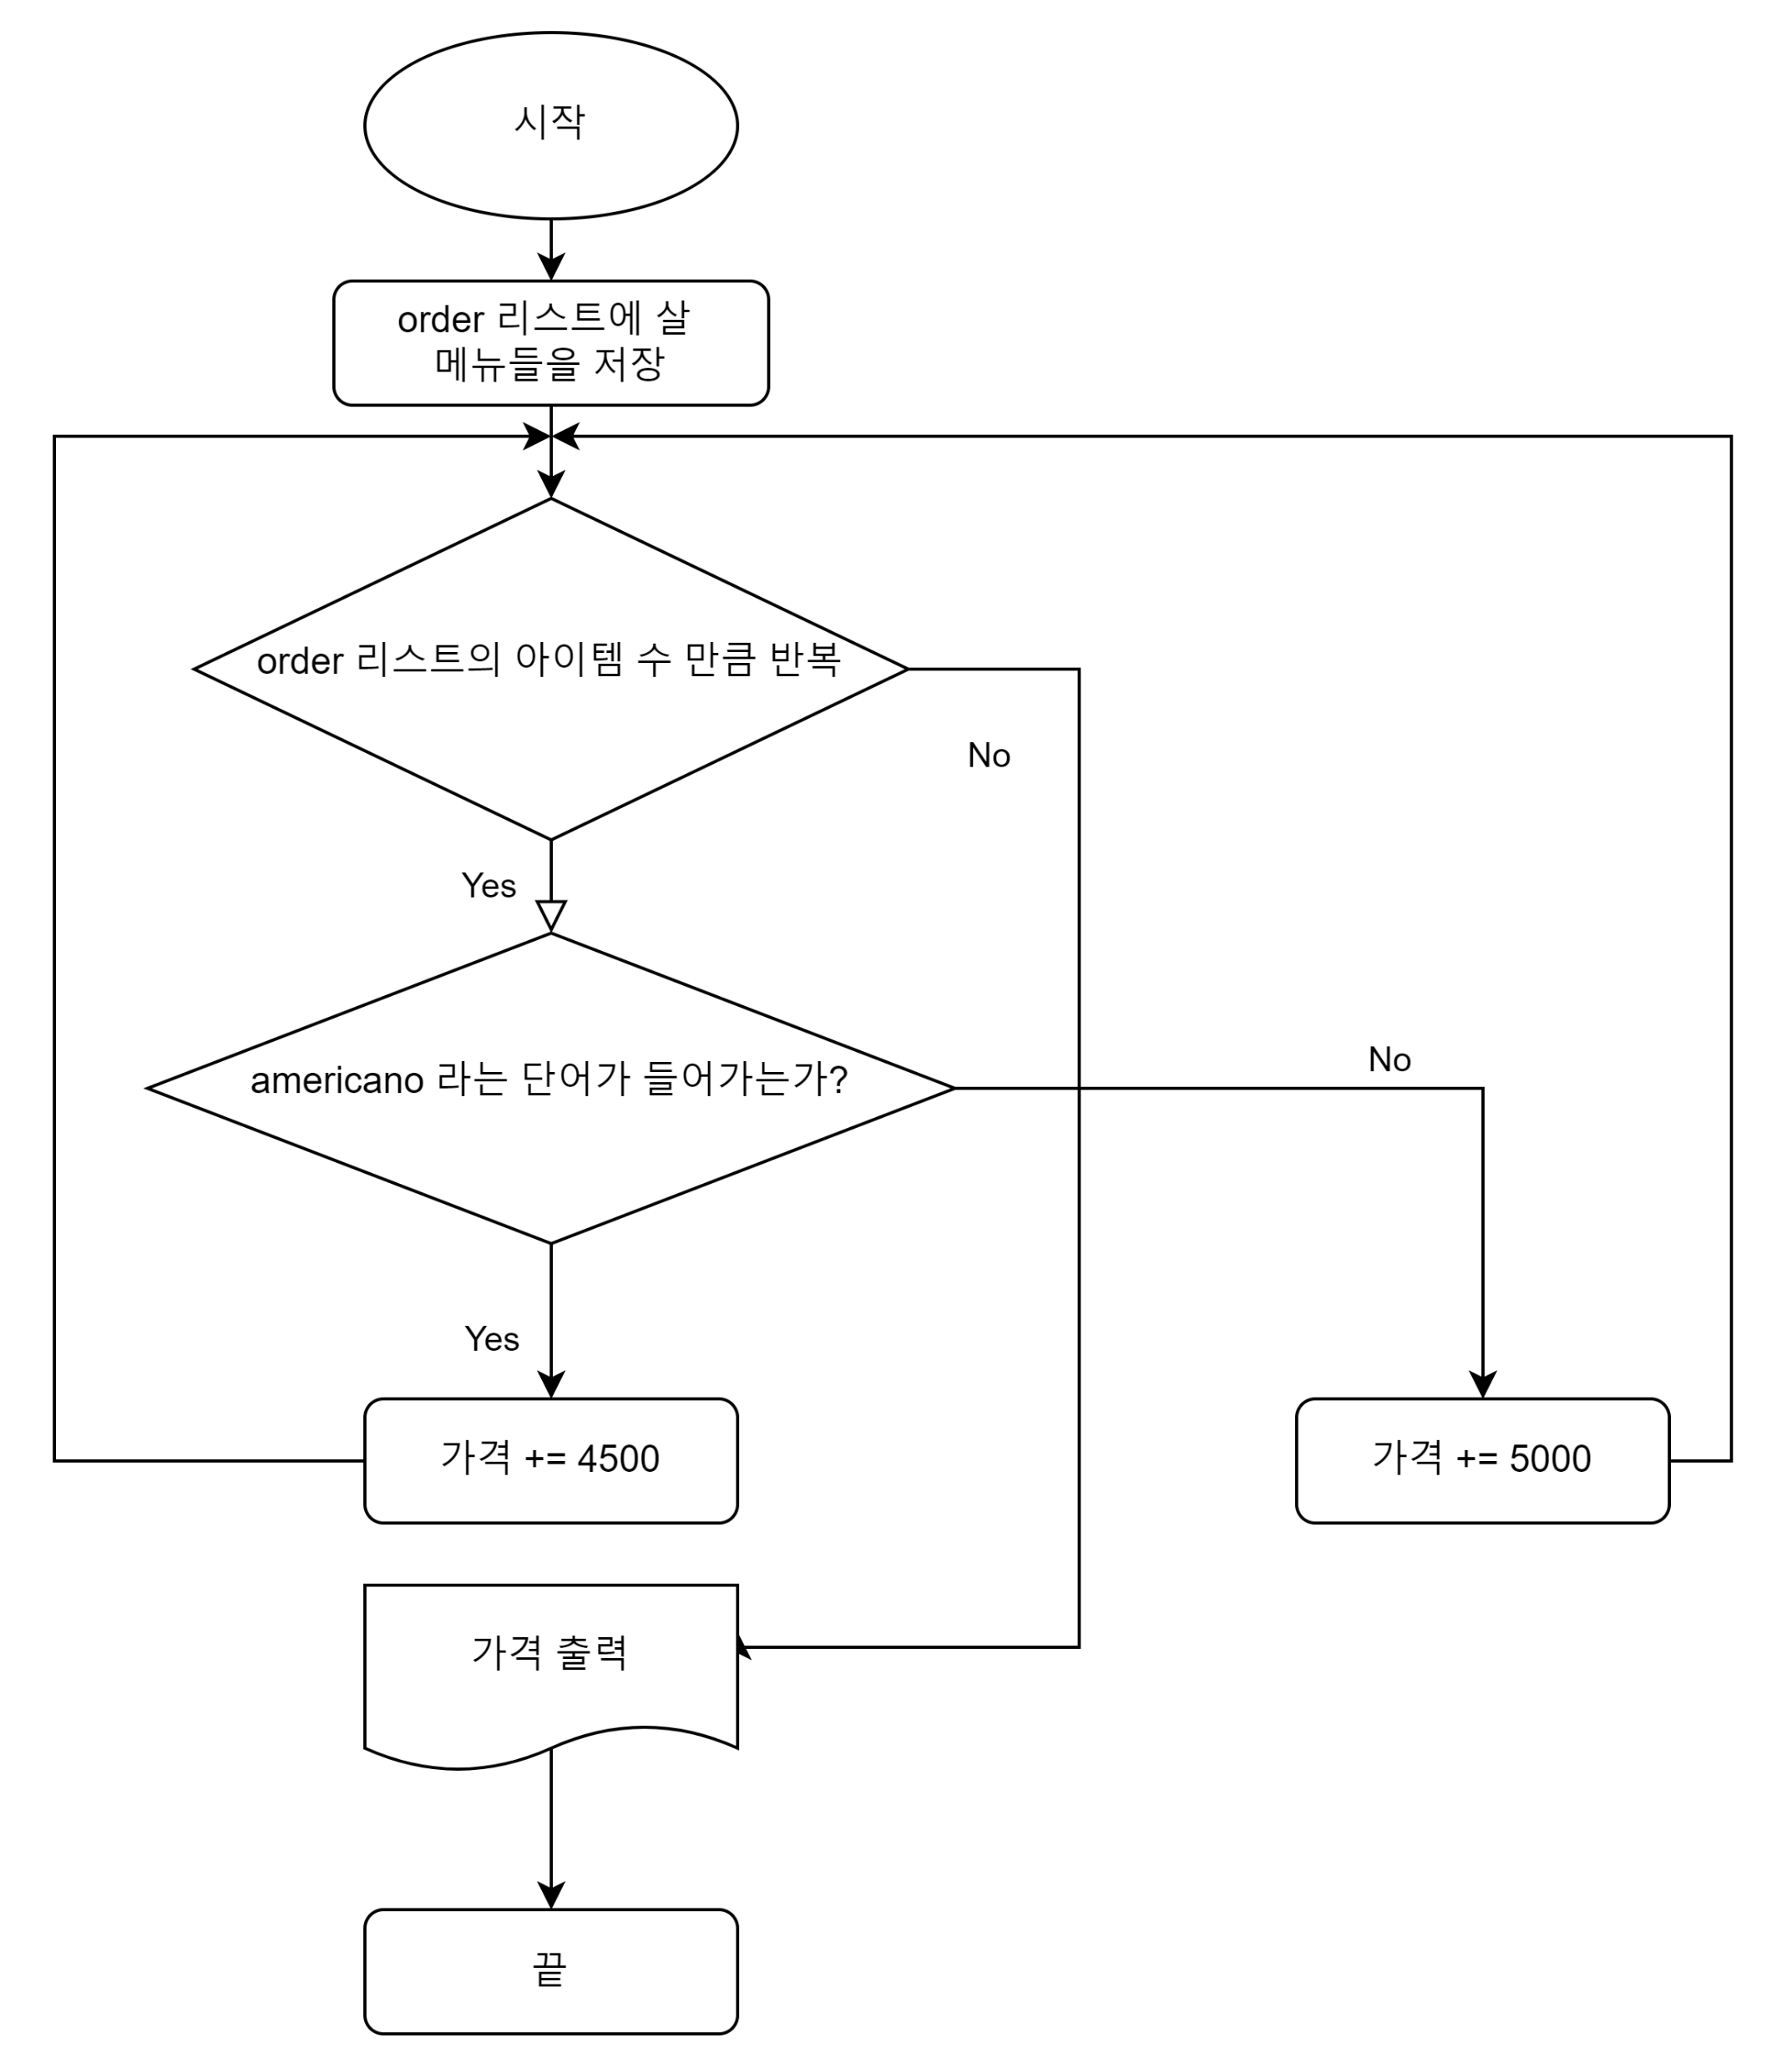 시작
order 리스트에 살
메뉴들을 저장
order 리스트의 아이템 수 만큼 반복
No
Yes
americano 라는 단어가 들어가는가?
No
Yes
가격 += 4500
가격 += 5000
가격 출력
끝